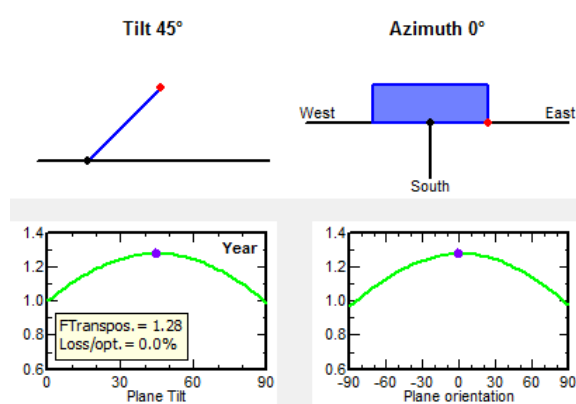 Tilt 45°
Azimuth 0°
West
East
South
1.4
1.2
1.0
0.8
0.6
Year
FTranspos.= 1.28
Loss/opt.= 0.0%
0
30
60
90
Plane Tilt
1.4
1.2
1.0
0.8
0.6
-90
-60
-30
0
30
60
90
Plane orientation